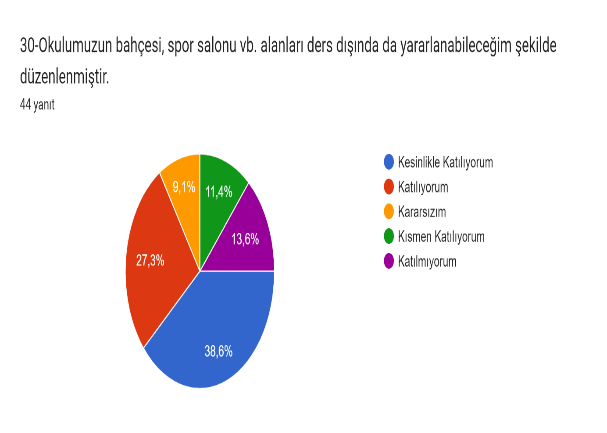 30-Okulumuzun bahçesi, spor salonu vb. alanları ders dışında da yararlanabileceğim şekilde
düzenlenmiştir.
44 yanıt
Kesinlikle Katılıyorum
Katılıyorum
Kararsızım
Kısmen Katılıyorum
Katılmıyorum
9,1%
11,4%
13,6%
27,3%
38,6%